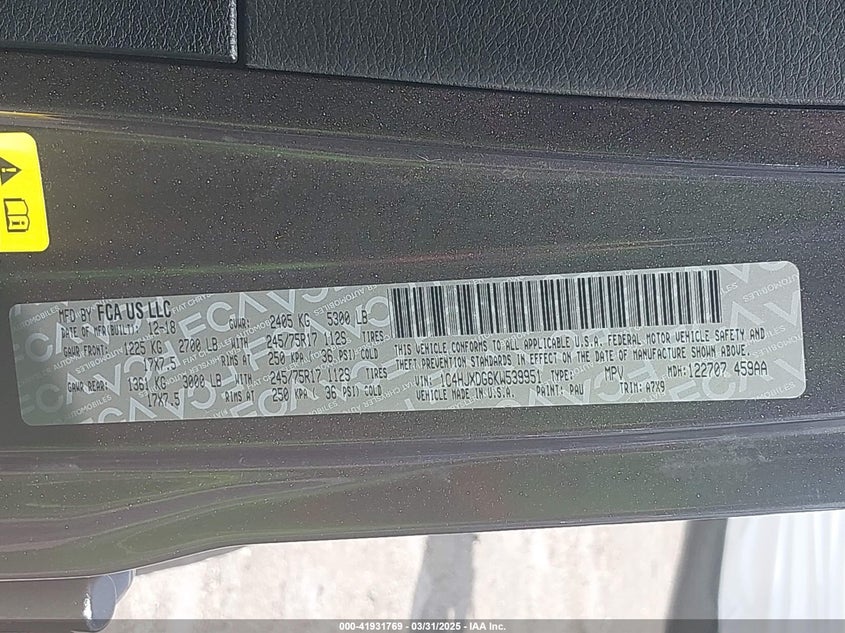 MFD BY FCA US LLC
DATE OF MFR(BUILT): 12-18 GVWR: 2405 KG 5300 LB
GAWR FRONT: 1225 KG 2700 LB WITH 245/75R17 112S TIRES
17X7.5 RIMS AT 250 KPA( 36 PSI) COLD
GAWR REAR: 1361 KG 3000 LB WITH 245/75R17 112S TIRES
17X7.5 RIMS AT 250 KPA( 36 PSI) COLD
THIS VEHICLE CONFORMS TO ALL APPLICABLE U.S.A. FEDERAL MOTOR VEHICLE SAFETY AND
THEFT PREVENTION STANDARDS IN EFFECT ON THE DATE OF MANUFACTURE SHOWN ABOVE.
VIN: 1C4HJXDG6KW539951 TYPE: MPV MDH: 122707 459AA
VEHICLE MADE IN U.S.A. PAINT: PAU TRIM: A7X9
000-41931769 - 03/31/2025 - IAA Inc.